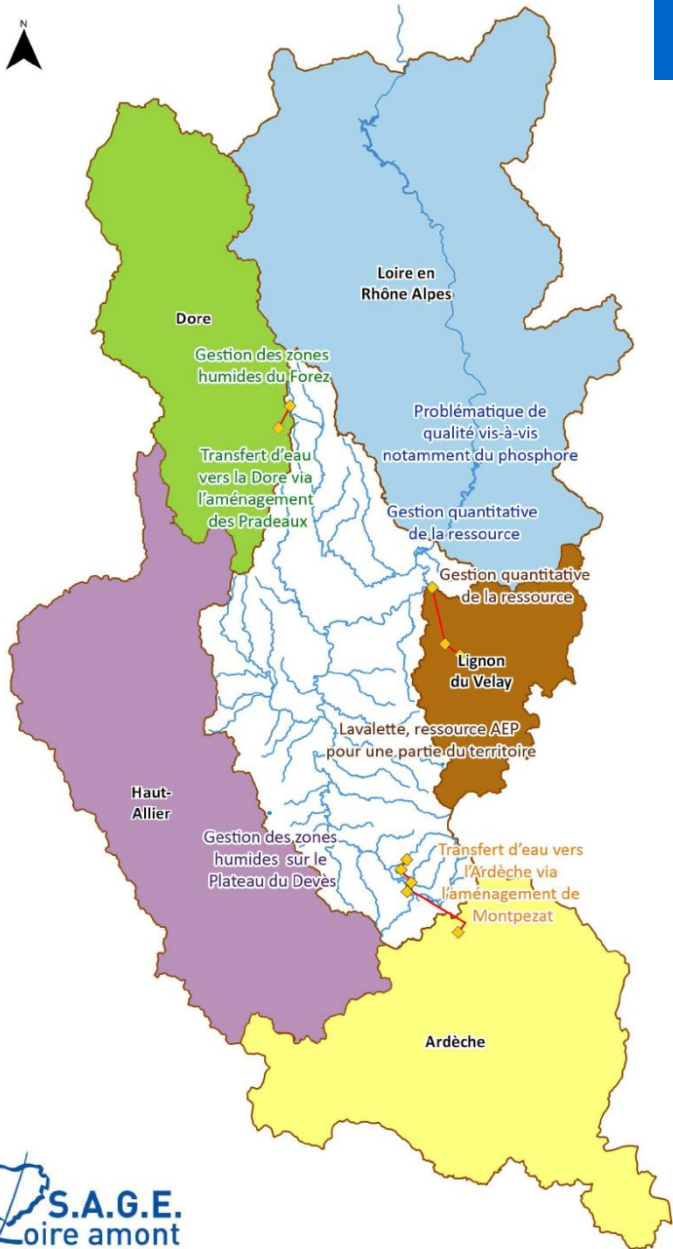 N
Loire en
Rhône Alpes
Dore
Gestion des zones
humides du Forez
Problématique de
qualité vis-à-vis
notamment du phosphore
Transfert d'eau
vers la Dore via
l'aménagement
des Pradeaux
Gestion quantitative
de la ressource
Gestion quantitative
de la ressource
Lignon
du Velay
Lavalette, ressource AEP
pour une partie du territoire
Haut-
Allier
Gestion des zones
humides sur le
Plateau du Devès
Transfert d'eau vers
l'Ardèche via
l'aménagement de
Montpezat
Ardèche
S.A.G.E.
Loire amont